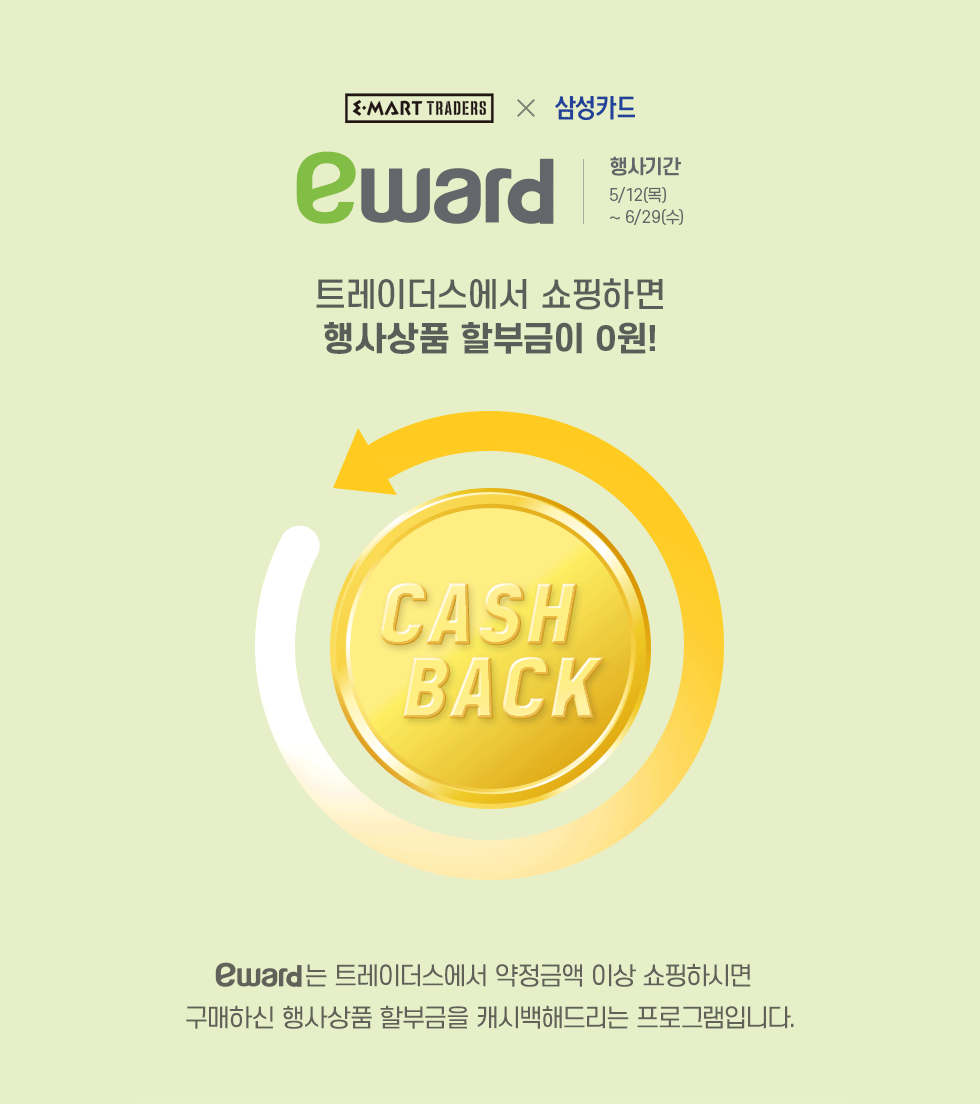 E·MART TRADERS × 삼성카드
eward
행사기간
5/12(목)
~ 6/29(수)
트레이더스에서 쇼핑하면
행사상품 할부금이 0원!
CASH
BACK
eward는 트레이더스에서 약정금액 이상 쇼핑하시면
구매하신 행사상품 할부금을 캐시백해드리는 프로그램입니다.